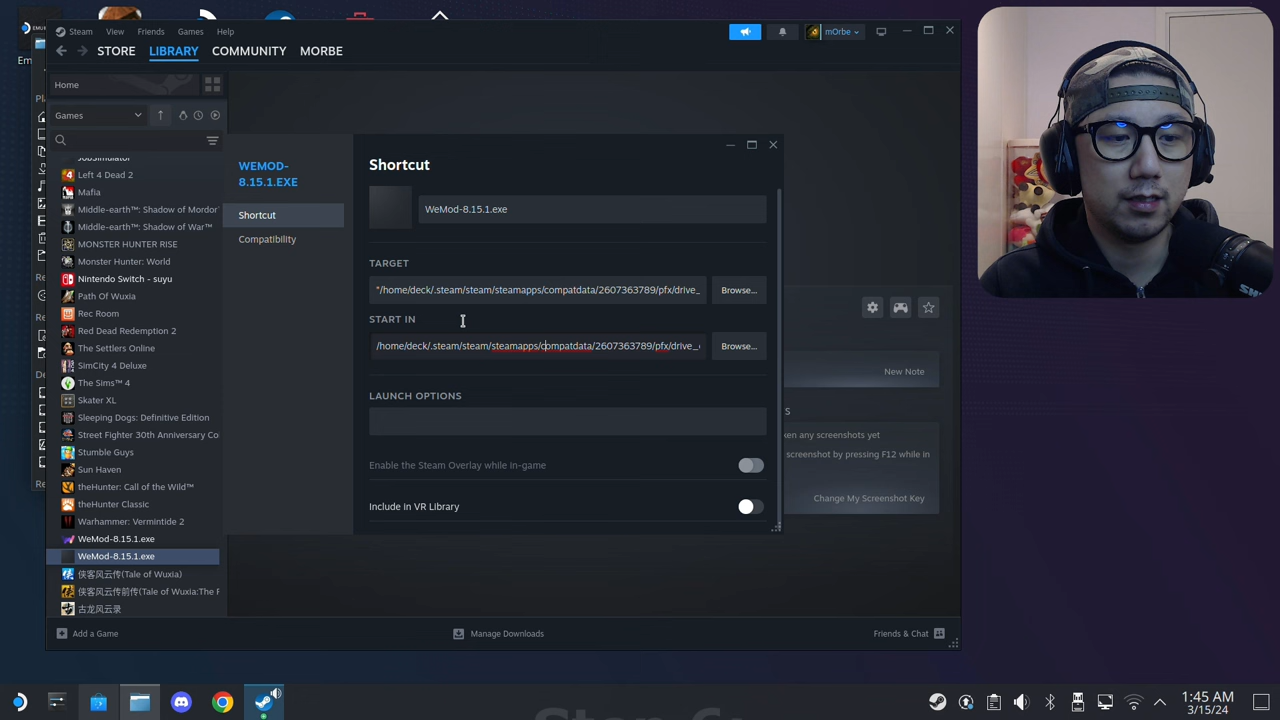 Steam View Friends Games Help
mOrbe
STORE LIBRARY COMMUNITY MORBE
Home
Games
JobSimulator
Left 4 Dead 2
Mafia
Middle-earth™: Shadow of Mordor
Middle-earth™: Shadow of War™
MONSTER HUNTER RISE
Monster Hunter: World
Nintendo Switch - suyu
Path Of Wuxia
Rec Room
Red Dead Redemption 2
The Settlers Online
SimCity 4 Deluxe
The Sims™ 4
Skater XL
Sleeping Dogs: Definitive Edition
Street Fighter 30th Anniversary Co
Stumble Guys
Sun Haven
theHunter: Call of the Wild™
theHunter Classic
Warhammer: Vermintide 2
WeMod-8.15.1.exe
WeMod-8.15.1.exe
侠客风云传(Tale of Wuxia)
侠客风云传前传(Tale of Wuxia:The F
古龙风云录
WEMOD-
8.15.1.EXE
Shortcut
Compatibility
Shortcut
WeMod-8.15.1.exe
TARGET
"/home/deck/.steam/steam/steamapps/compatdata/2607363789/pfx/drive_
Browse...
START IN
/home/deck/.steam/steam/steamapps/compatdata/2607363789/pfx/drive_
Browse...
LAUNCH OPTIONS
Enable the Steam Overlay while in-game
Include in VR Library
New Note
S
ken any screenshots yet
screenshot by pressing F12 while in
Change My Screenshot Key
Add a Game
Manage Downloads
Friends & Chat
1:45 AM
3/15/24